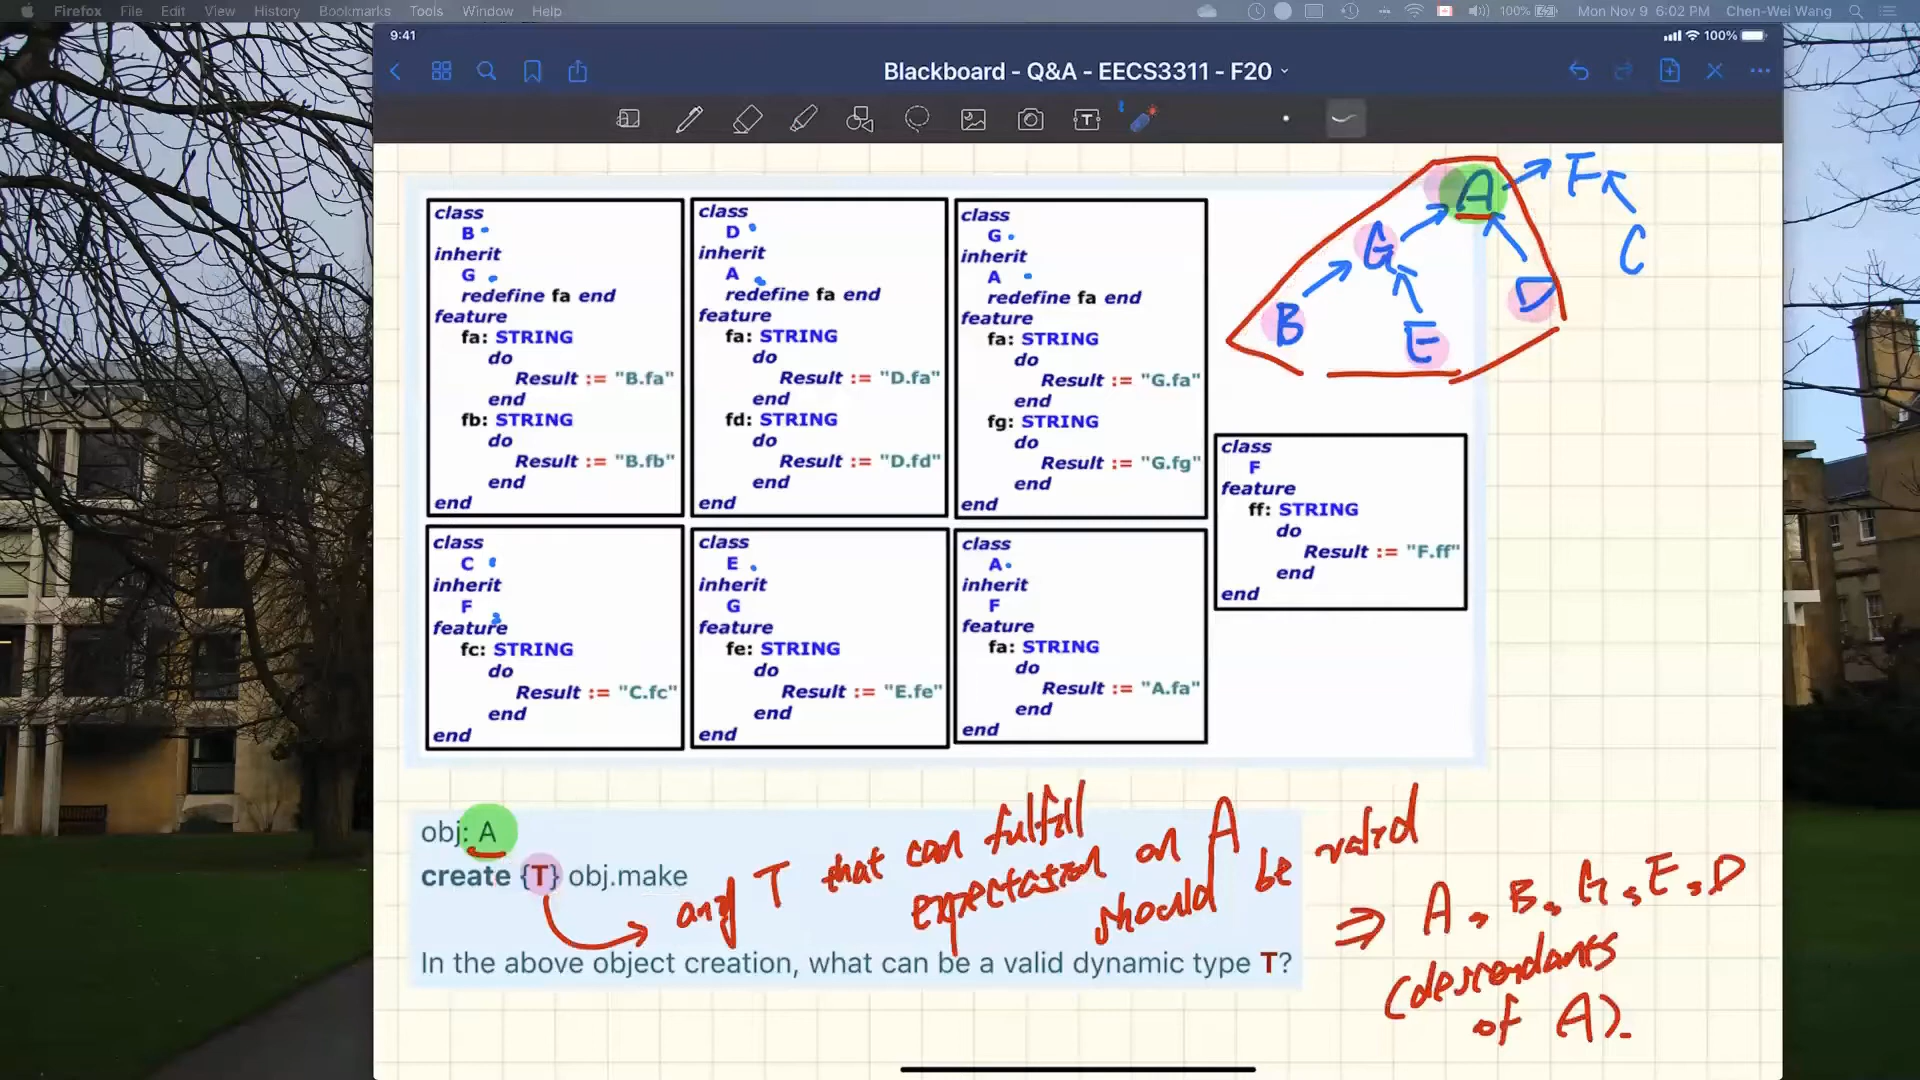 Firefox File Edit View History Bookmarks Tools Window Help 100% Mon Nov 9 6:02 PM Chen-Wei Wang
9:41 100%
Blackboard - Q&A - EECS3311 - F20
class
B
inherit
G
redefine fa end
feature
fa: STRING
do
Result := "B.fa"
end
fb: STRING
do
Result := "B.fb"
end
end
class
D
inherit
A
redefine fa end
feature
fa: STRING
do
Result := "D.fa"
end
fd: STRING
do
Result := "D.fd"
end
end
class
G
inherit
A
redefine fa end
feature
fa: STRING
do
Result := "G.fa"
end
fg: STRING
do
Result := "G.fg"
end
end
A F
G C
B E D
class
F
feature
ff: STRING
do
Result := "F.ff"
end
end
class
C
inherit
F
feature
fc: STRING
do
Result := "C.fc"
end
end
class
E
inherit
G
feature
fe: STRING
do
Result := "E.fe"
end
end
class
A
inherit
F
feature
fa: STRING
do
Result := "A.fa"
end
end
obj: A
create {T} obj.make
any T that can fulfill
expectation on A
should be valid
⇒ A, B, G, E, D
(descendants
of A).
In the above object creation, what can be a valid dynamic type T?